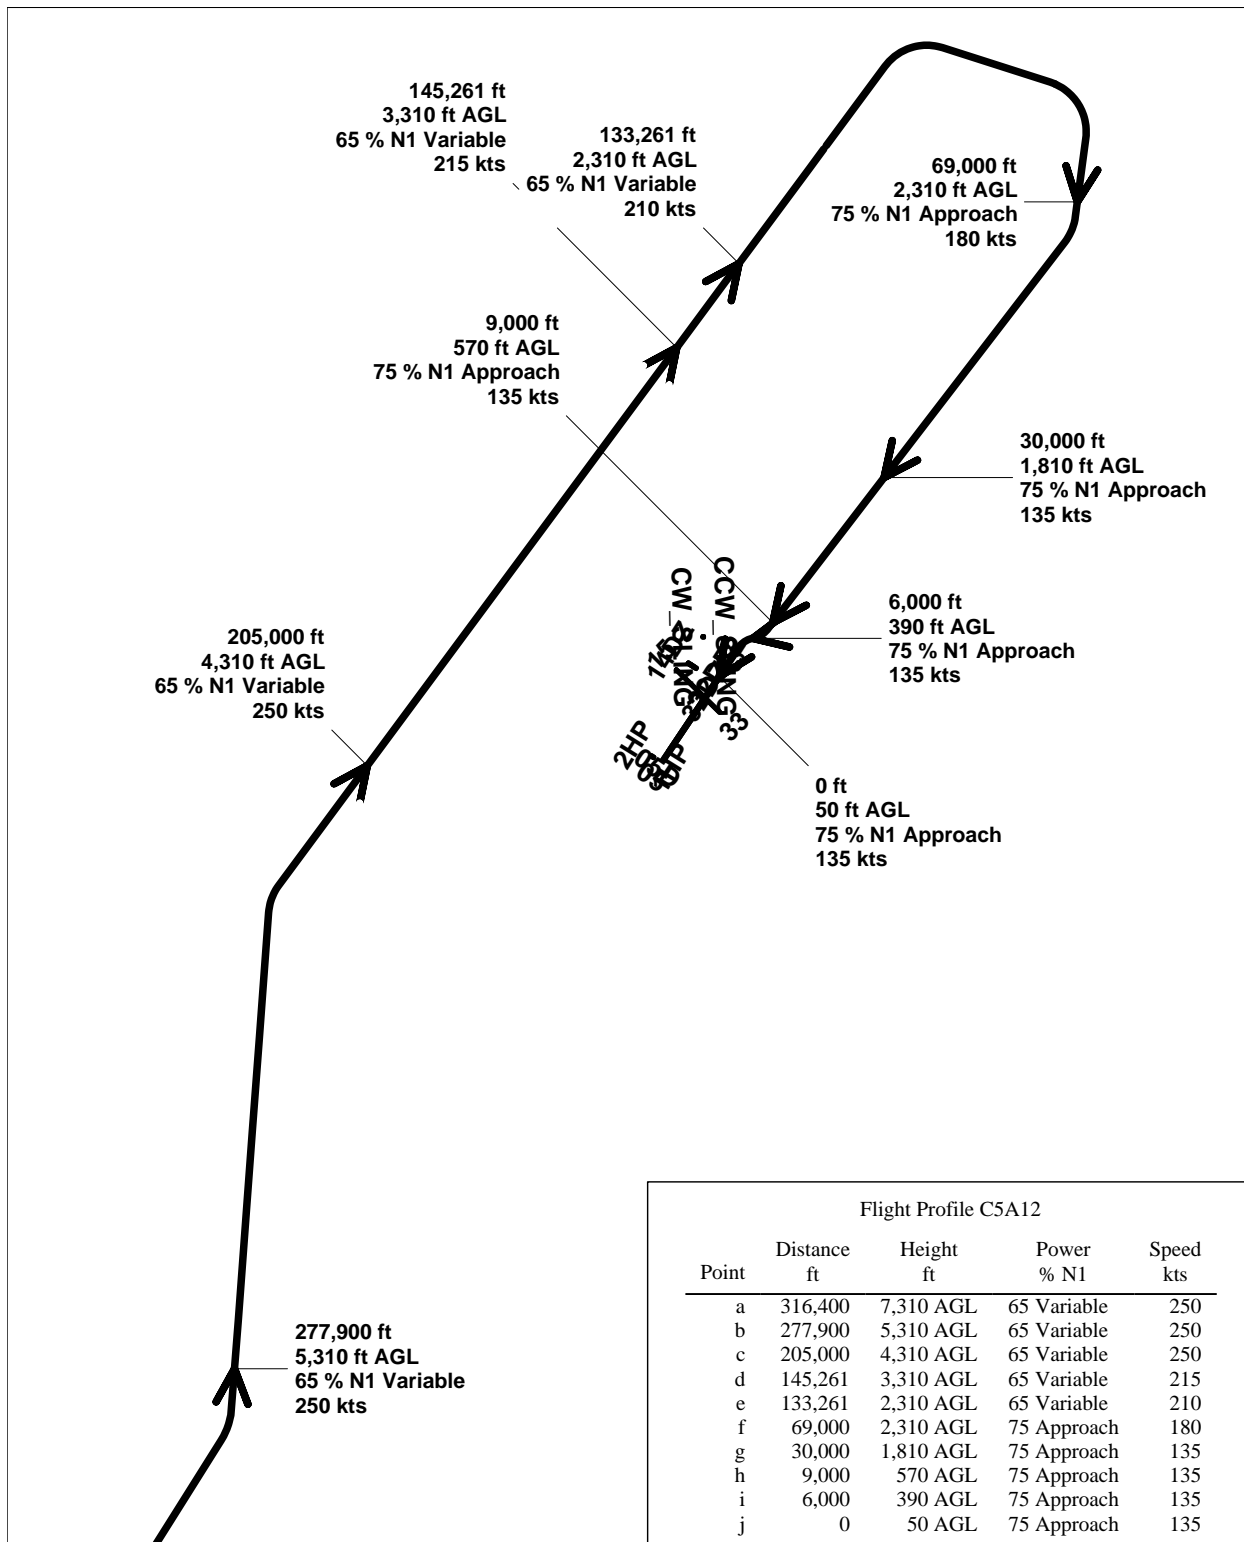 145,261 ft
3,310 ft AGL
65 % N1 Variable
215 kts
133,261 ft
2,310 ft AGL
65 % N1 Variable
210 kts
69,000 ft
2,310 ft AGL
75 % N1 Approach
180 kts
9,000 ft
570 ft AGL
75 % N1 Approach
135 kts
30,000 ft
1,810 ft AGL
75 % N1 Approach
135 kts
CW SLING
CCW SLING
6,000 ft
390 ft AGL
75 % N1 Approach
135 kts
205,000 ft
4,310 ft AGL
65 % N1 Variable
250 kts
33
2HP
0 ft
50 ft AGL
75 % N1 Approach
135 kts
277,900 ft
5,310 ft AGL
65 % N1 Variable
250 kts
Flight Profile C5A12
Point Distance ft Height ft Power % N1 Speed kts
a 316,400 7,310 AGL 65 Variable 250
b 277,900 5,310 AGL 65 Variable 250
c 205,000 4,310 AGL 65 Variable 250
d 145,261 3,310 AGL 65 Variable 215
e 133,261 2,310 AGL 65 Variable 210
f 69,000 2,310 AGL 75 Approach 180
g 30,000 1,810 AGL 75 Approach 135
h 9,000 570 AGL 75 Approach 135
i 6,000 390 AGL 75 Approach 135
j 0 50 AGL 75 Approach 135